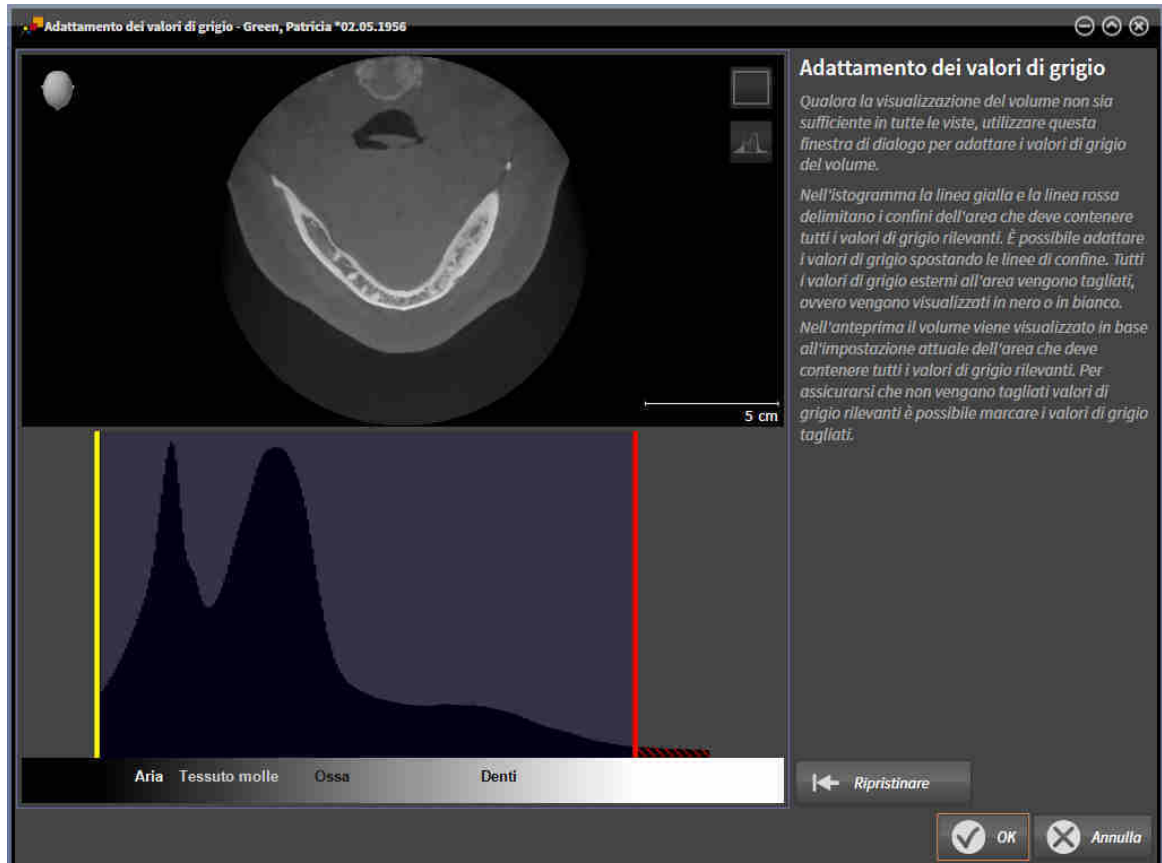 Adattamento dei valori di grigio - Green, Patricia *02.05.1956
5 cm
Aria Tessuto molle Ossa Denti
Adattamento dei valori di grigio
Qualora la visualizzazione del volume non sia
sufficiente in tutte le viste, utilizzare questa
finestra di dialogo per adattare i valori di grigio
del volume.
Nell'istogramma la linea gialla e la linea rossa
delimitano i confini dell'area che deve contenere
tutti i valori di grigio rilevanti. È possibile adattare
i valori di grigio spostando le linee di confine. Tutti
i valori di grigio esterni all'area vengono tagliati,
ovvero vengono visualizzati in nero o in bianco.
Nell'anteprima il volume viene visualizzato in base
all'impostazione attuale dell'area che deve
contenere tutti i valori di grigio rilevanti. Per
assicurarsi che non vengano tagliati valori di
grigio rilevanti è possibile marcare i valori di grigio
tagliati.
Ripristinare
OK Annulla